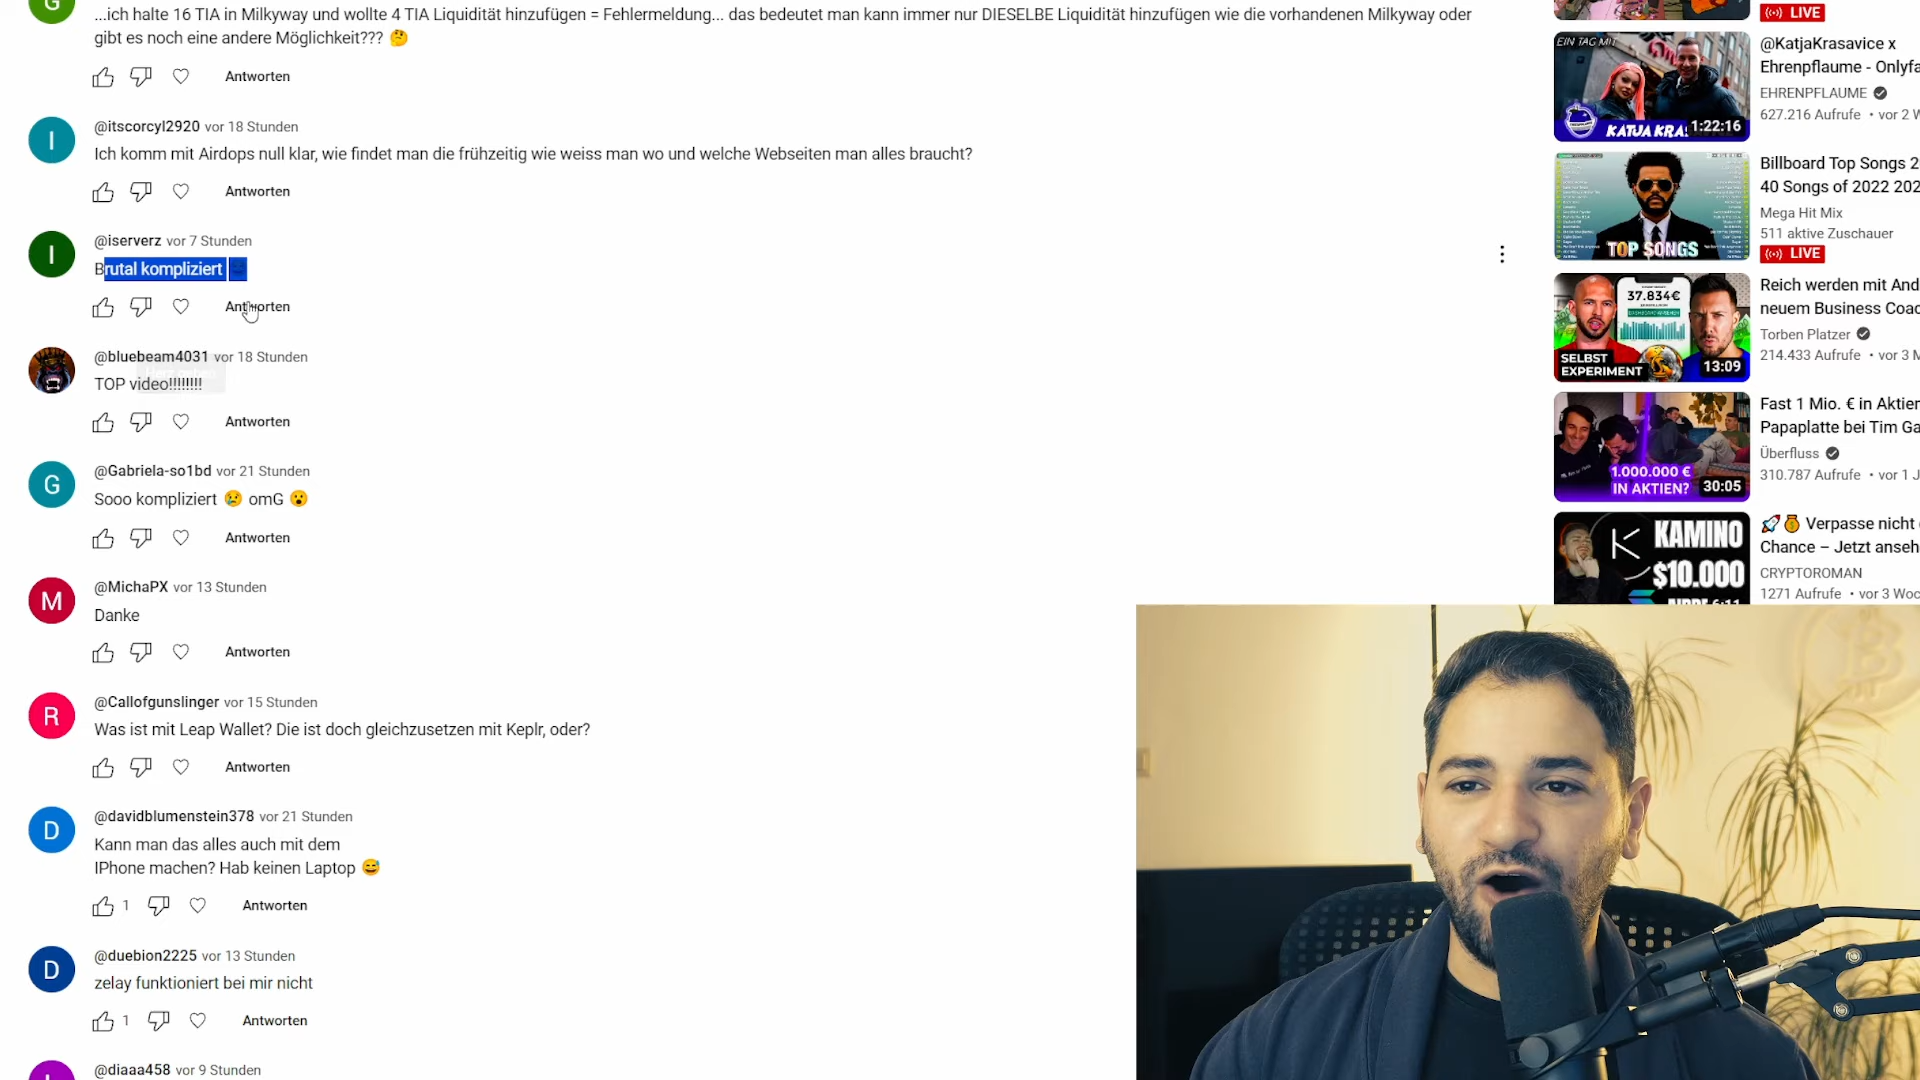 ...ich halte 16 TIA in Milkyway und wollte 4 TIA Liquidität hinzufügen = Fehlermeldung... das bedeutet man kann immer nur DIESELBE Liquidität hinzufügen wie die vorhandenen Milkyway oder
gibt es noch eine andere Möglichkeit??? 🤔
Antworten
@itscorcyl2920 vor 18 Stunden
Ich komm mit Airdops null klar, wie findet man die frühzeitig wie weiss man wo und welche Webseiten man alles braucht?
Antworten
@iserverz vor 7 Stunden
Brutal kompliziert
Antworten
@bluebeam4031 vor 18 Stunden
TOP video!!!!!!!!
Antworten
G
@Gabriela-so1bd vor 21 Stunden
Sooo kompliziert 😢 omG 😮
Antworten
M
@MichaPX vor 13 Stunden
Danke
Antworten
R
@Callofgunslinger vor 15 Stunden
Was ist mit Leap Wallet? Die ist doch gleichzusetzen mit Keplr, oder?
Antworten
D
@davidblumenstein378 vor 21 Stunden
Kann man das alles auch mit dem
IPhone machen? Hab keinen Laptop 😅
1 Antworten
D
@duebion2225 vor 13 Stunden
zelay funktioniert bei mir nicht
1 Antworten
@diaaa458 vor 9 Stunden
LIVE
EIN TAG MIT
KATJA KRA
1:22:16
@KatjaKrasavice x
Ehrenpflaume - Onlyfa
EHRENPFLAUME
627.216 Aufrufe • vor 2 W
TOP SONGS
Billboard Top Songs 2
40 Songs of 2022 202
Mega Hit Mix
511 aktive Zuschauer
LIVE
37.834€
SELBST
EXPERIMENT
13:09
Reich werden mit And
neuem Business Coac
Torben Platzer
214.433 Aufrufe • vor 3 M
1.000.000 €
IN AKTIEN?
30:05
Fast 1 Mio. € in Aktien
Papaplatte bei Tim Ga
Überfluss
310.787 Aufrufe • vor 1 J
KAMINO
$10.000
🚀💰 Verpasse nicht
Chance – Jetzt anseh
CRYPTOROMAN
1271 Aufrufe • vor 3 Woc